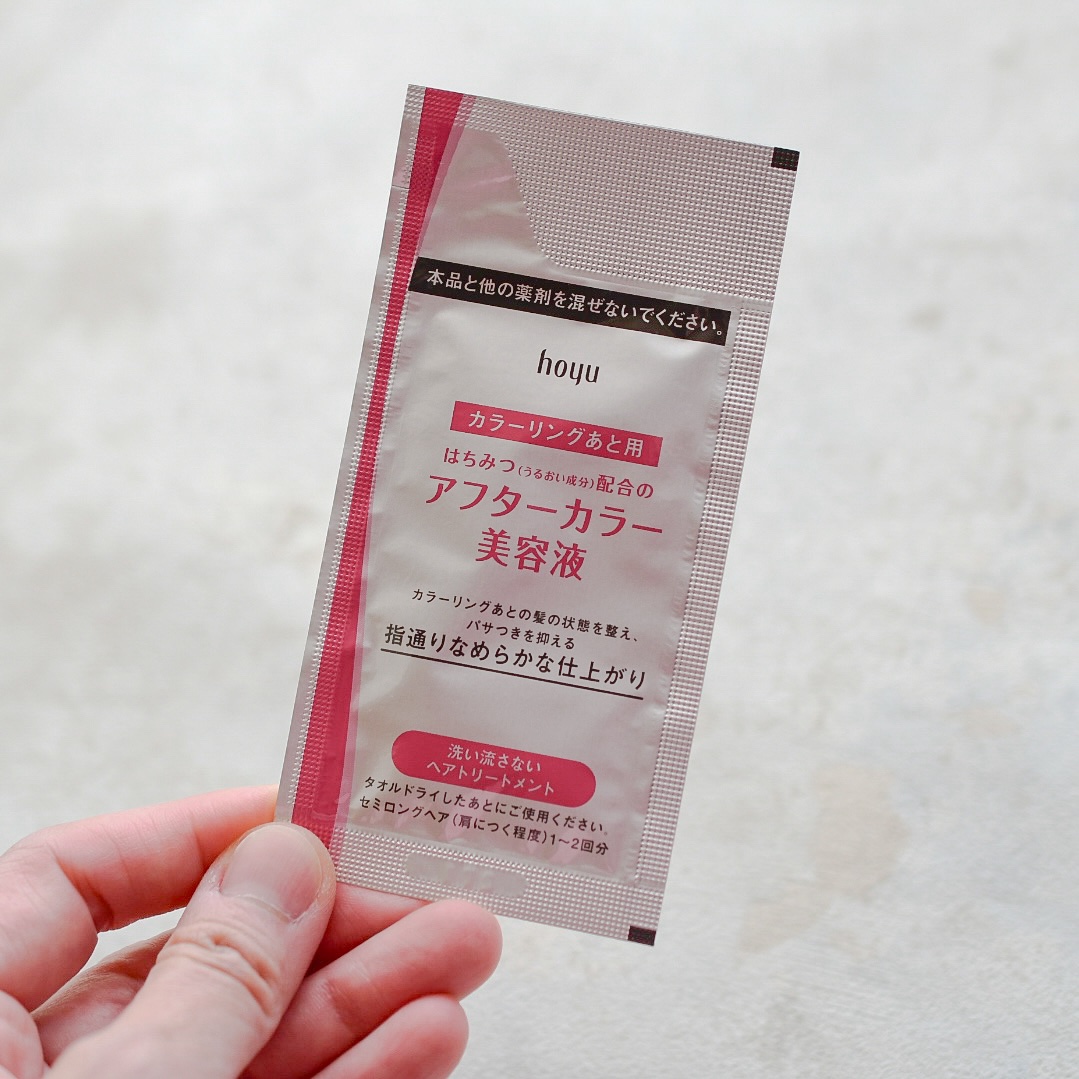 本品と他の薬剤を混ぜないでください。
hoyu
カラーリングあと用
はちみつ(うるおい成分)配合の
アフターカラー
美容液
カラーリングあとの髪の状態を整え、
パサつきを抑える
指通りなめらかな仕上がり
洗い流さない
ヘアトリートメント
タオルドライしたあとにご使用ください。
セミロングヘア(肩につく程度)1〜2回分